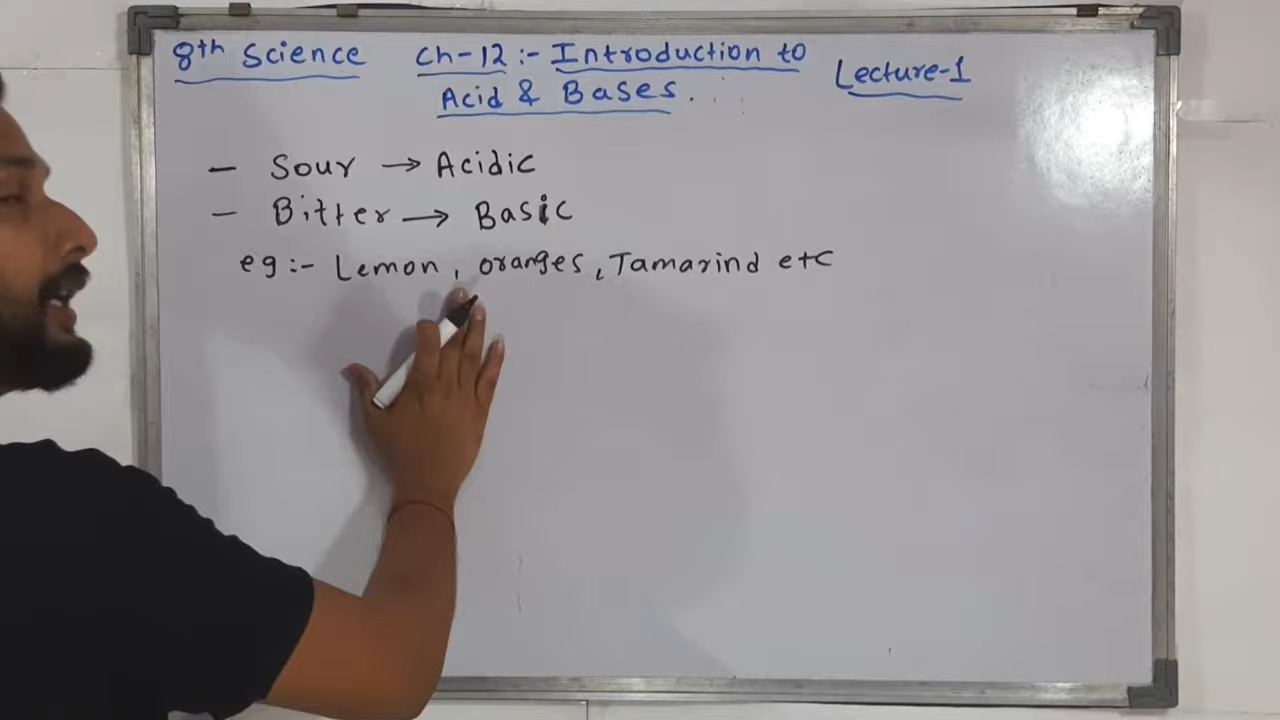 8th Science Ch-12 :- Introduction to
Acid & Bases.
Lecture-1
- Sour → Acidic
- Bitter → Basic
eg :- Lemon, oranges, Tamarind etc